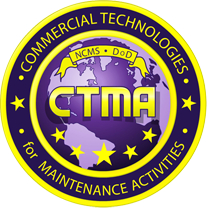 • COMMERCIAL TECHNOLOGIES •
NCMS • DoD
CTMA
for MAINTENANCE ACTIVITIES